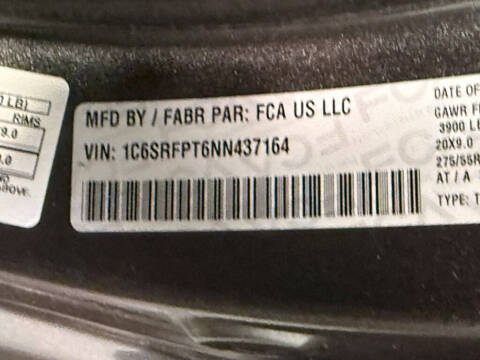 0 LB)
RIMS
9.0
.0
MFD BY / FABR PAR: FCA US LLC
VIN: 1C6SRFPT6NN437164
DATE OF
GAWR F
3900 L
20X9.0
275/55R
AT / A
TYPE: T